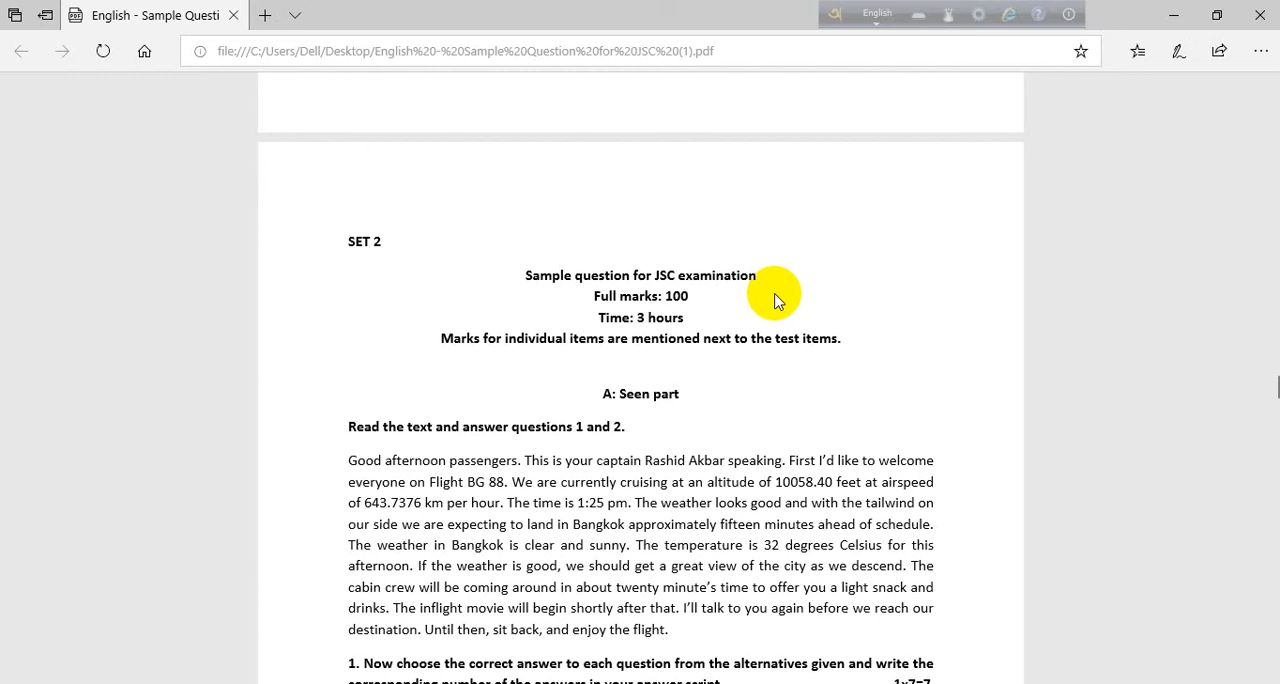 English - Sample Questi
English
file:///C:/Users/Dell/Desktop/English%20-%20Sample%20Question%20for%20JSC%20(1).pdf
SET 2
Sample question for JSC examination
Full marks: 100
Time: 3 hours
Marks for individual items are mentioned next to the test items.
A: Seen part
Read the text and answer questions 1 and 2.
Good afternoon passengers. This is your captain Rashid Akbar speaking. First I’d like to welcome
everyone on Flight BG 88. We are currently cruising at an altitude of 10058.40 feet at airspeed
of 643.7376 km per hour. The time is 1:25 pm. The weather looks good and with the tailwind on
our side we are expecting to land in Bangkok approximately fifteen minutes ahead of schedule.
The weather in Bangkok is clear and sunny. The temperature is 32 degrees Celsius for this
afternoon. If the weather is good, we should get a great view of the city as we descend. The
cabin crew will be coming around in about twenty minute’s time to offer you a light snack and
drinks. The inflight movie will begin shortly after that. I’ll talk to you again before we reach our
destination. Until then, sit back, and enjoy the flight.
1. Now choose the correct answer to each question from the alternatives given and write the
corresponding number of the answers in your answer script. 1x7=7